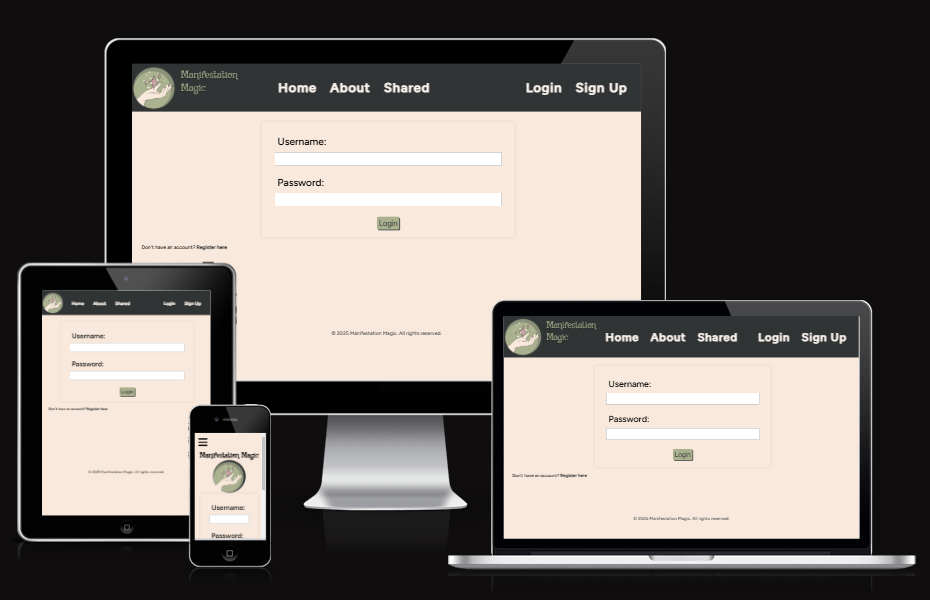 Manifestation
Magic
Home About Shared Login Sign Up
Username:
Password:
Login
Don't have an account? Register here
© 2025 Manifestation Magic. All rights reserved.
Home About Shared Login Sign Up
Username:
Password:
Login
Don't have an account? Register here
© 2025 Manifestation Magic. All rights reserved.
Manifestation Magic
Username:
Password:
Manifestation
Magic
Home About Shared Login Sign Up
Username:
Password:
Login
Don't have an account? Register here
© 2025 Manifestation Magic. All rights reserved.